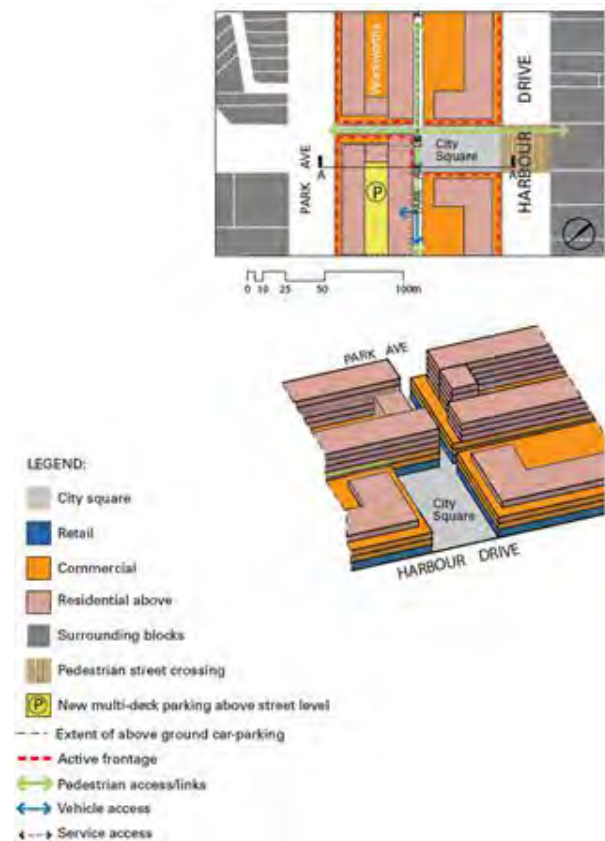 Woolworths
DRIVE
HARBOUR
PARK AVE
City
Square
A
A
P
0 10 25 50 100m
PARK AVE
City
Square
HARBOUR DRIVE
LEGEND:
City square
Retail
Commercial
Residential above
Surrounding blocks
Pedestrian street crossing
P New multi-deck parking above street level
Extent of above ground car-parking
Active frontage
Pedestrian access/links
Vehicle access
Service access